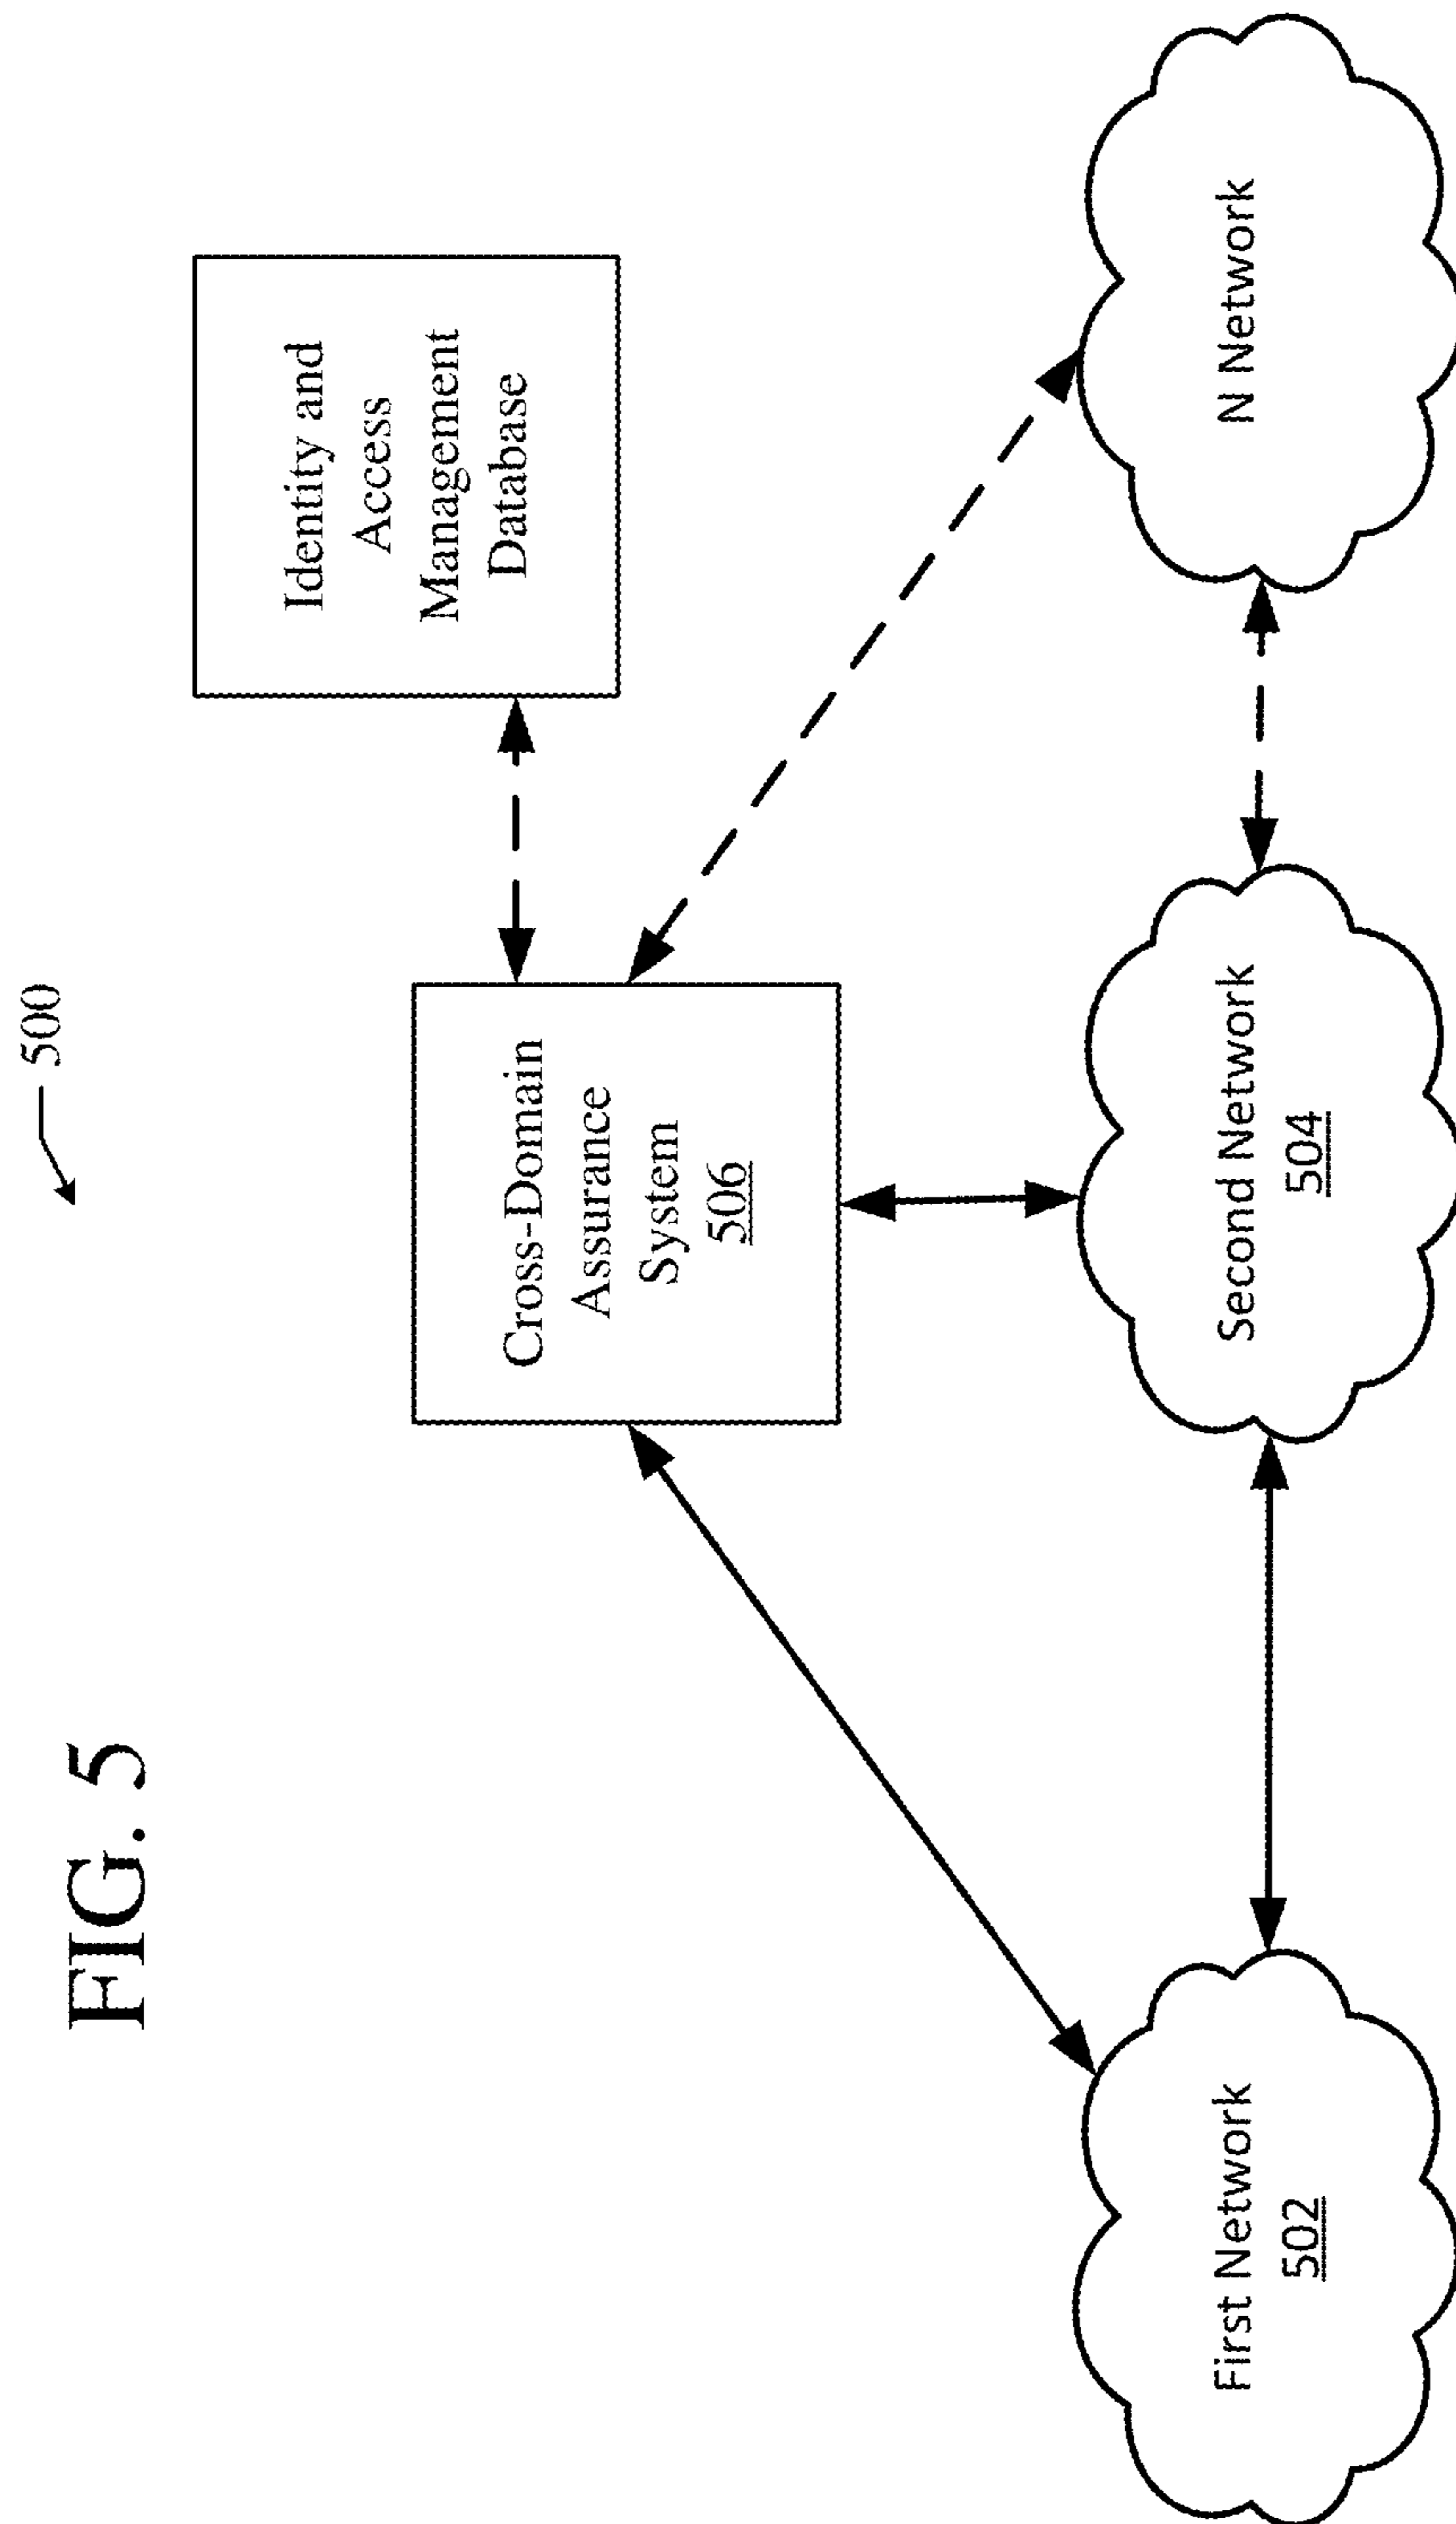 FIG. 5
500
Identity and
Access
Management
Database
Cross-Domain
Assurance
System
506
First Network
502
Second Network
504
N Network